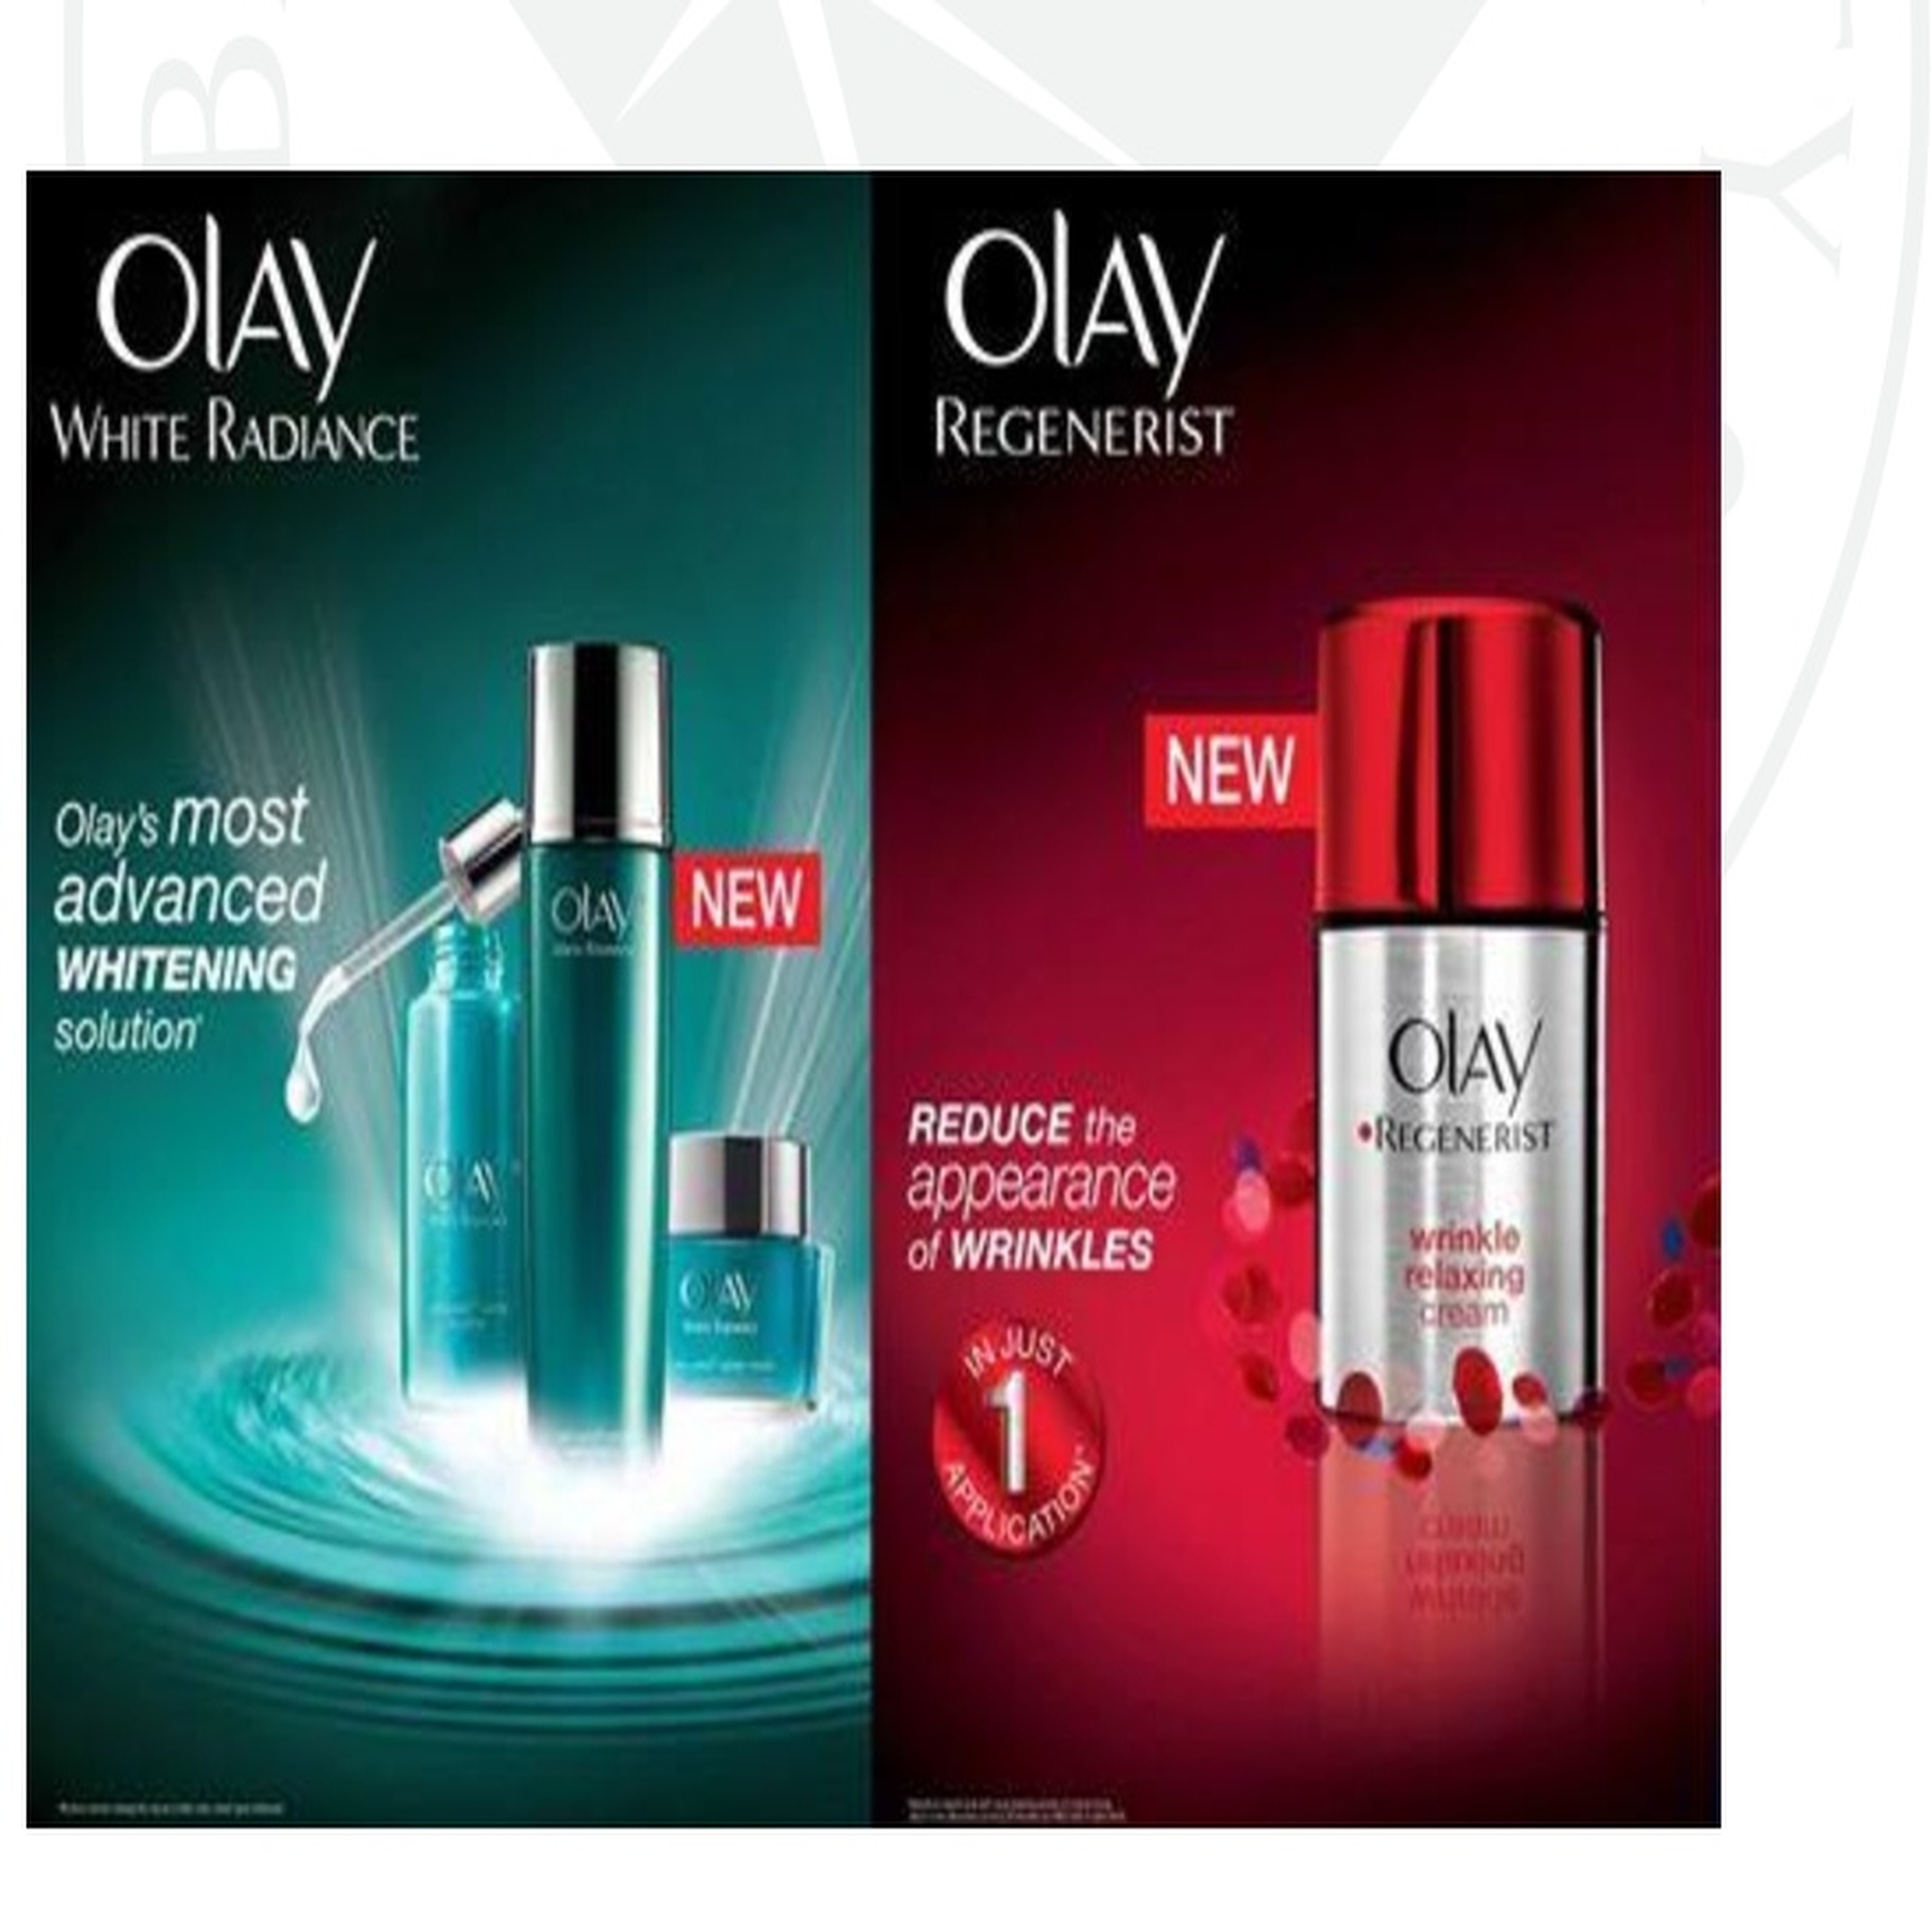 B
Y
OLAY
WHITE RADIANCE
Olay's most
advanced
WHITENING
solution*
OLAY
NEW
OLAY
OLAY
OLAY
REGENERIST
NEW
OLAY
REGENERIST
wrinkle
relaxing
cream
REDUCE the
appearance
of WRINKLES
IN JUST
1
APPLICATION*